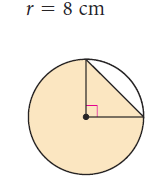 r = 8 cm